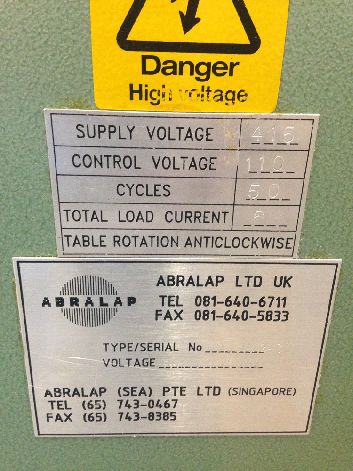 Danger
High voltage
SUPPLY VOLTAGE 415
CONTROL VOLTAGE 110
CYCLES 50
TOTAL LOAD CURRENT
TABLE ROTATION ANTICLOCKWISE
ABRALAP
ABRALAP LTD UK
TEL 081-640-6711
FAX 081-640-5833
TYPE/SERIAL No
VOLTAGE
ABRALAP (SEA) PTE LTD (SINGAPORE)
TEL (65) 743-0467
FAX (65) 743-8385